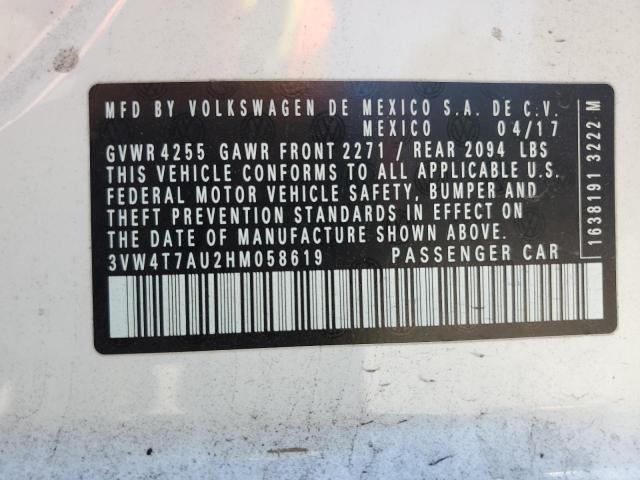 MFD BY VOLKSWAGEN DE MEXICO S.A. DE C.V.
MEXICO 04/17
GVWR 4255 GAWR FRONT 2271 / REAR 2094 LBS
THIS VEHICLE CONFORMS TO ALL APPLICABLE U.S.
FEDERAL MOTOR VEHICLE SAFETY, BUMPER AND
THEFT PREVENTION STANDARDS IN EFFECT ON
THE DATE OF MANUFACTURE SHOWN ABOVE.
3VW4T7AU2HM058619 PASSENGER CAR
1638191 3222 M